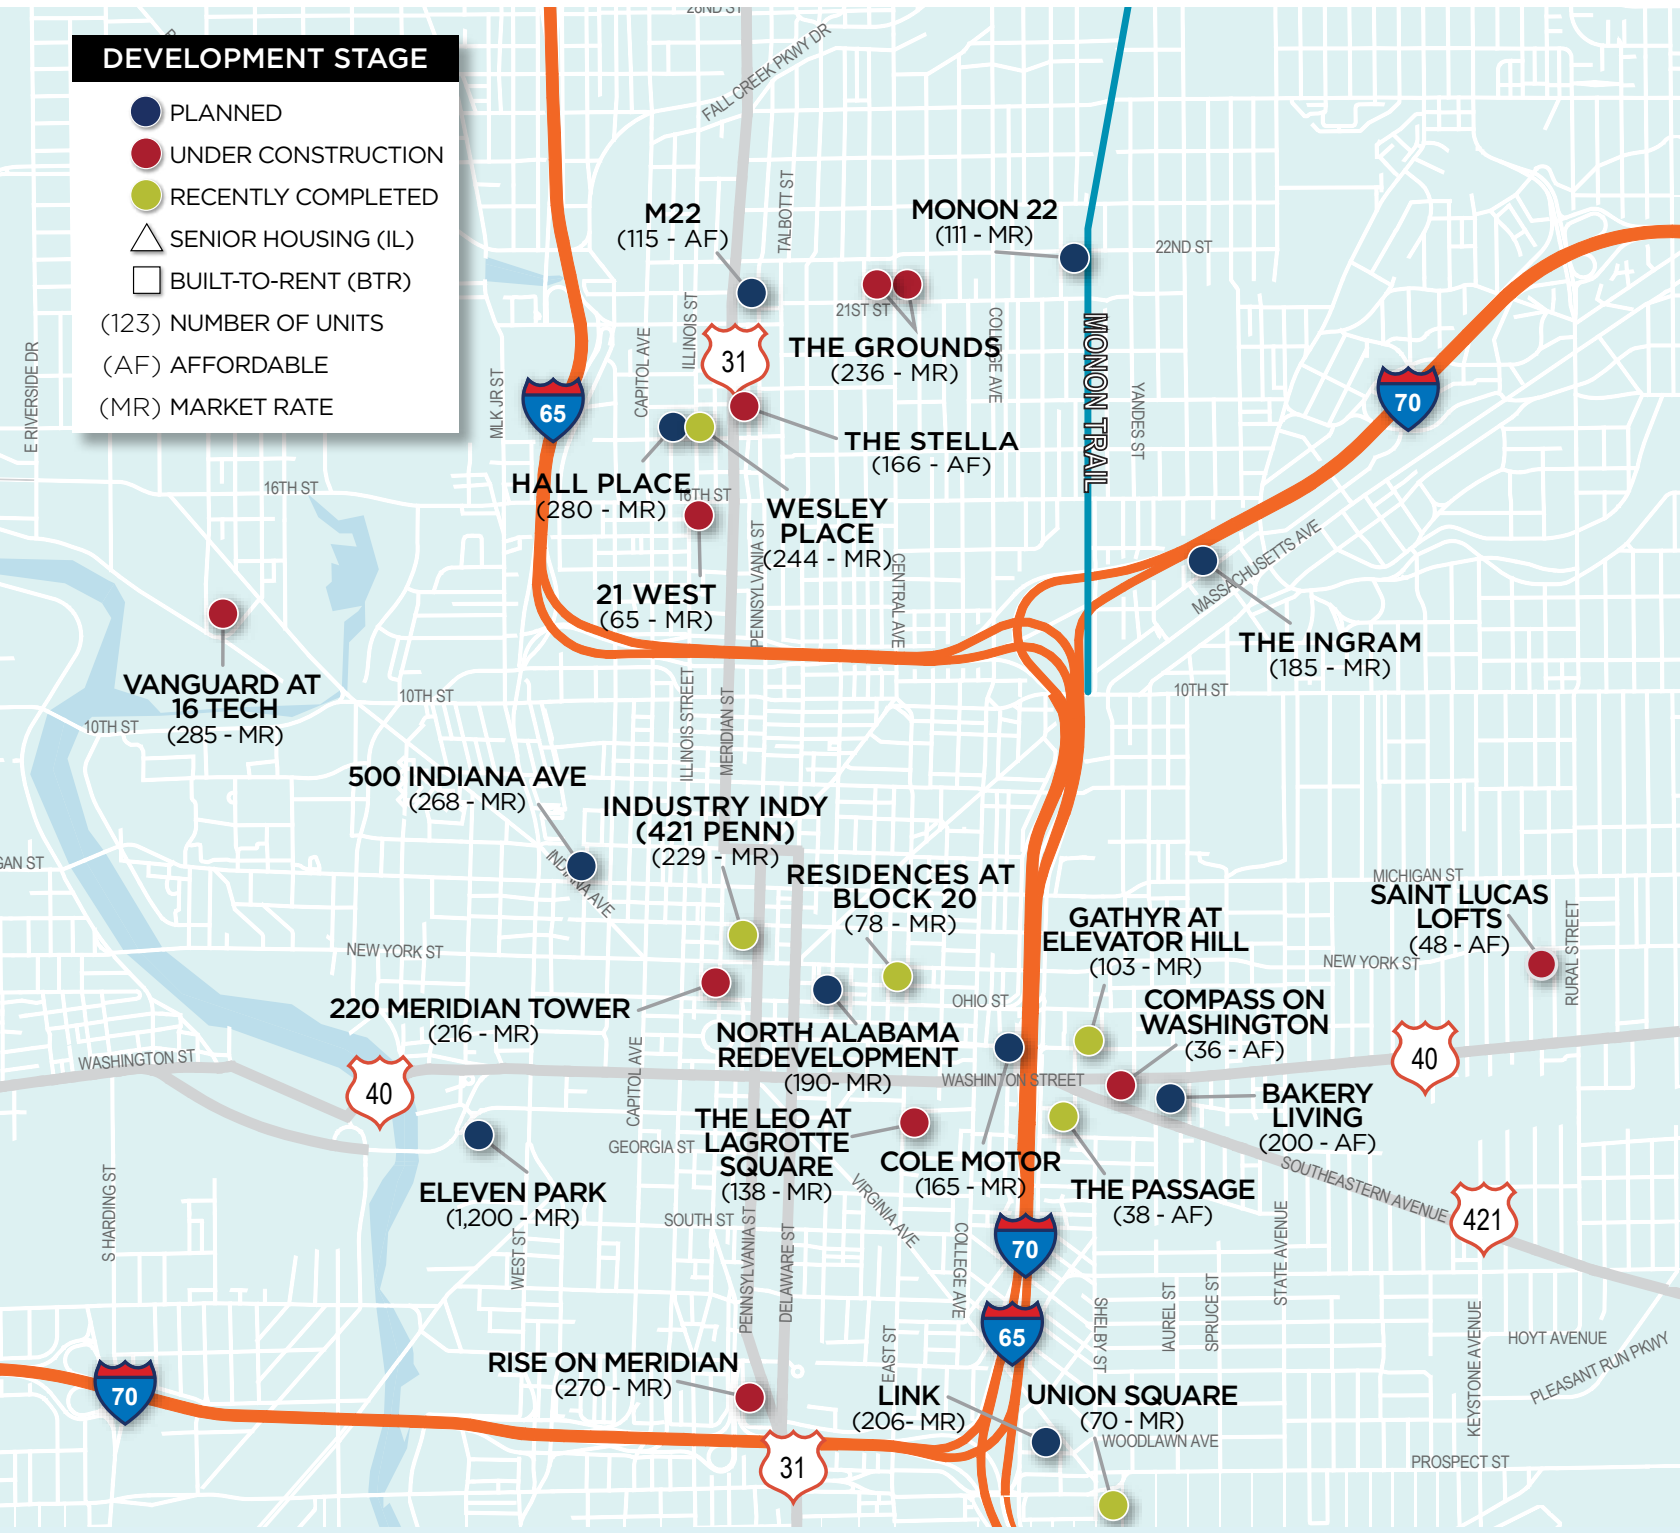 28ND ST
DEVELOPMENT STAGE
PLANNED
UNDER CONSTRUCTION
RECENTLY COMPLETED
SENIOR HOUSING (IL)
BUILT-TO-RENT (BTR)
(123) NUMBER OF UNITS
(AF) AFFORDABLE
(MR) MARKET RATE
FALL CREEK PKWY DR
TALBOTT ST
M22
(115 - AF)
MONON 22
(111 - MR)
22ND ST
21ST ST
THE GROUNDS
(236 - MR)
COLLEGE AVE
MONON TRAIL
YANDES ST
ILLINOIS ST
CAPITOL AVE
31
MLK JR ST
E RIVERSIDE DR
65
70
THE STELLA
(166 - AF)
HALL PLACE
(280 - MR)
16TH ST
16TH ST
WESLEY
PLACE
(244 - MR)
PENNSYLVANIA ST
CENTRAL AVE
21 WEST
(65 - MR)
MASSACHUSETTS AVE
THE INGRAM
(185 - MR)
10TH ST
VANGUARD AT
16 TECH
(285 - MR)
10TH ST
10TH ST
ILLINOIS STREET
MERIDIAN ST
500 INDIANA AVE
(268 - MR)
INDIANA AVE
INDUSTRY INDY
(421 PENN)
(229 - MR)
RESIDENCES AT
BLOCK 20
(78 - MR)
GAN ST
MICHIGAN ST
SAINT LUCAS
LOFTS
(48 - AF)
NEW YORK ST
RURAL STREET
GATHYR AT
ELEVATOR HILL
(103 - MR)
NEW YORK ST
220 MERIDIAN TOWER
(216 - MR)
OHIO ST
COMPASS ON
WASHINGTON
(36 - AF)
NORTH ALABAMA
REDEVELOPMENT
(190- MR)
WASHINTON STREET
WASHINGTON ST
40
40
CAPITOL AVE
BAKERY
LIVING
(200 - AF)
THE LEO AT
LAGROTTE
SQUARE
(138 - MR)
GEORGIA ST
COLE MOTOR
(165 - MR)
THE PASSAGE
(38 - AF)
SOUTHEASTERN AVENUE
421
ELEVEN PARK
(1,200 - MR)
S HARDING ST
WEST ST
SOUTH ST
VIRGINIA AVE
PENNSYLVANIA ST
DELAWARE ST
COLLEGE AVE
70
65
STATE AVENUE
SHELBY ST
LAUREL ST
SPRUCE ST
HOYT AVENUE
PLEASANT RUN PKWY
KEYSTONE AVENUE
EAST ST
RISE ON MERIDIAN
(270 - MR)
70
LINK
(206- MR)
UNION SQUARE
(70 - MR)
WOODLAWN AVE
PROSPECT ST
31